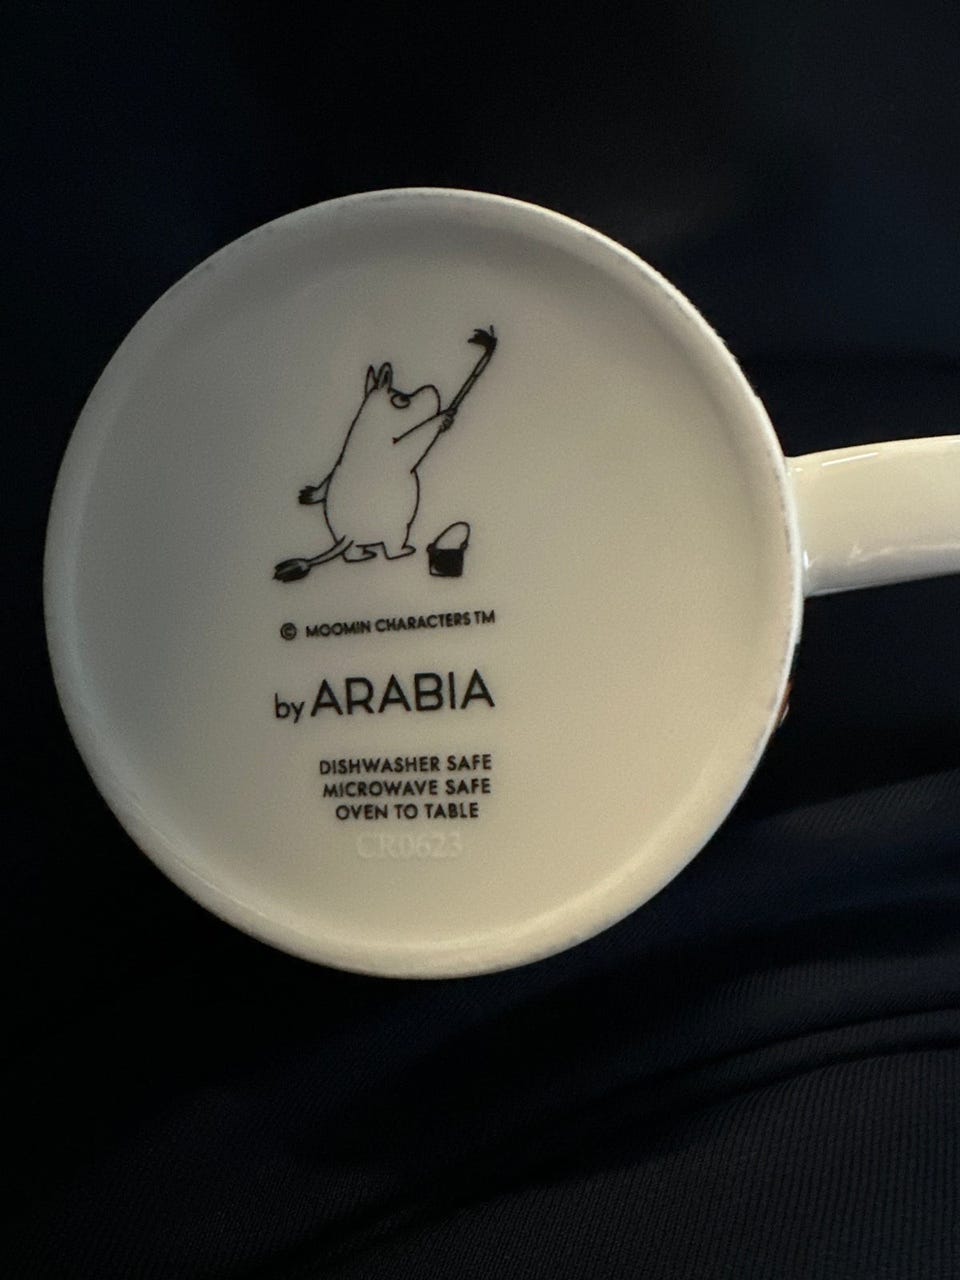 © MOOMIN CHARACTERS TM
by ARABIA
DISHWASHER SAFE
MICROWAVE SAFE
OVEN TO TABLE
CR0623